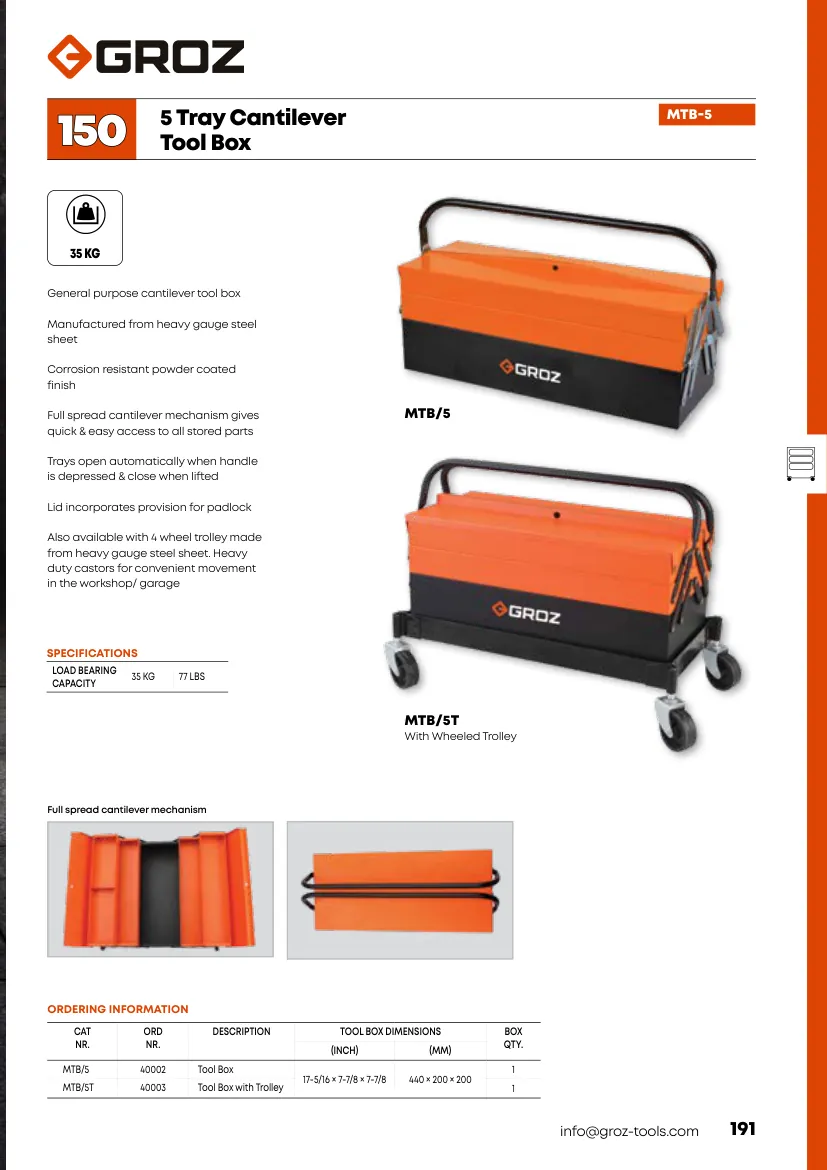 GROZ
150
5 Tray Cantilever
Tool Box
MTB-5
35 KG
General purpose cantilever tool box
Manufactured from heavy gauge steel
sheet
Corrosion resistant powder coated
finish
Full spread cantilever mechanism gives
quick & easy access to all stored parts
Trays open automatically when handle
is depressed & close when lifted
Lid incorporates provision for padlock
Also available with 4 wheel trolley made
from heavy gauge steel sheet. Heavy
duty castors for convenient movement
in the workshop/ garage
GROZ
MTB/5
GROZ
MTB/5T
With Wheeled Trolley
SPECIFICATIONS
LOAD BEARING
CAPACITY
35 KG
77 LBS
Full spread cantilever mechanism
ORDERING INFORMATION
CAT
NR.
ORD
NR.
DESCRIPTION
TOOL BOX DIMENSIONS
(INCH)
(MM)
BOX
QTY.
MTB/5
40002
Tool Box
17-5/16 × 7-7/8 × 7-7/8
440 × 200 × 200
1
MTB/5T
40003
Tool Box with Trolley
1
info@groz-tools.com
191